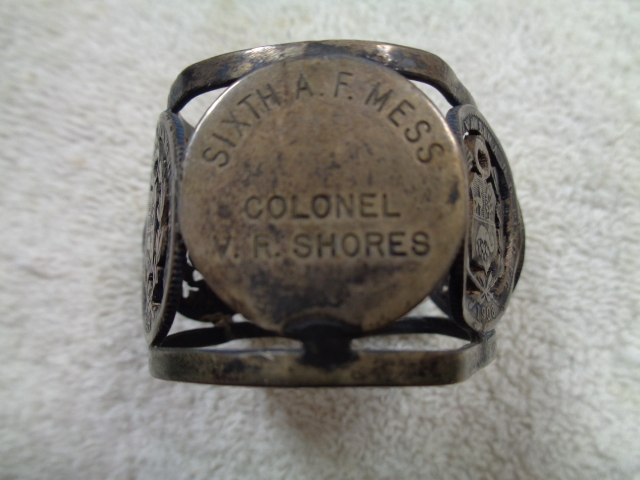 SIXTH A. F. MESS
COLONEL
V. R. SHORES